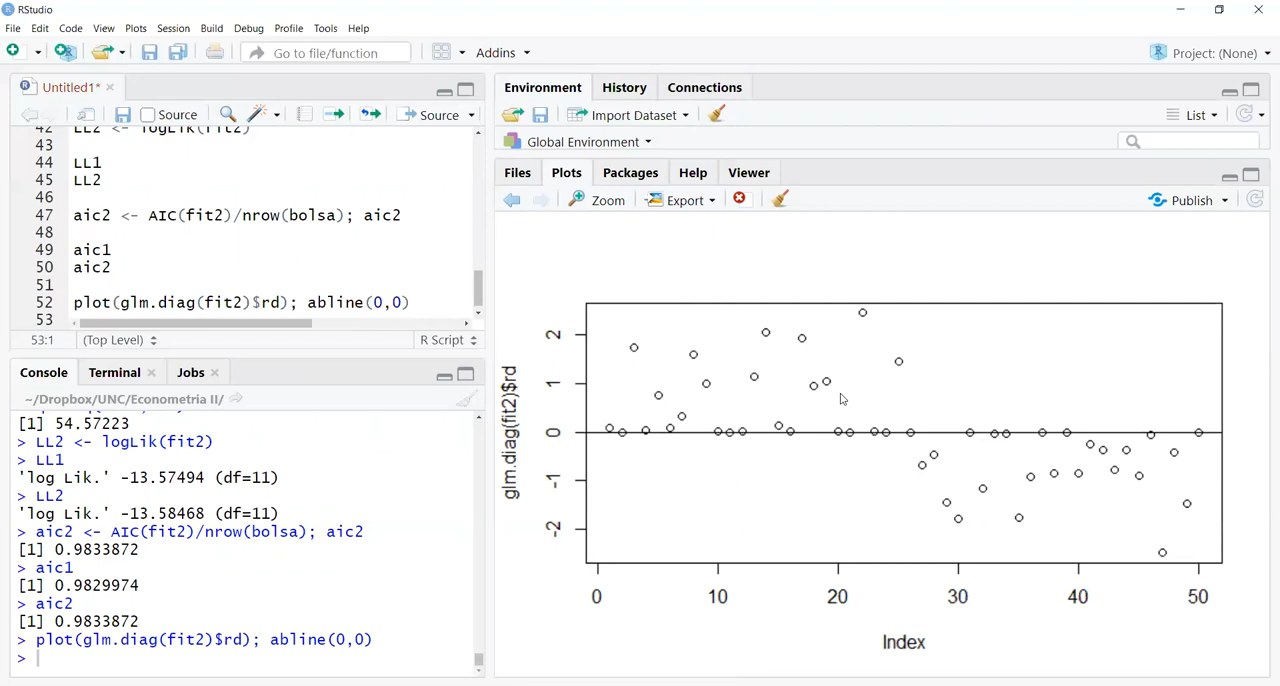 RStudio
File Edit Code View Plots Session Build Debug Profile Tools Help
Go to file/function Addins Project: (None)
Untitled1*
Source Source
42 LL2 <- logLik(fit2)
43
44 LL1
45 LL2
46
47 aic2 <- AIC(fit2)/nrow(bolsa); aic2
48
49 aic1
50 aic2
51
52 plot(glm.diag(fit2)$rd); abline(0,0)
53
53:1 (Top Level) R Script
Console Terminal Jobs
~/Dropbox/UNC/Econometria II/
[1] 54.57223
> LL2 <- logLik(fit2)
> LL1
'log Lik.' -13.57494 (df=11)
> LL2
'log Lik.' -13.58468 (df=11)
> aic2 <- AIC(fit2)/nrow(bolsa); aic2
[1] 0.9833872
> aic1
[1] 0.9829974
> aic2
[1] 0.9833872
> plot(glm.diag(fit2)$rd); abline(0,0)
>
Environment History Connections
Import Dataset List
Global Environment
Files Plots Packages Help Viewer
Zoom Export Publish
glm.diag(fit2)$rd
2
1
0
-1
-2
0 10 20 30 40 50
Index